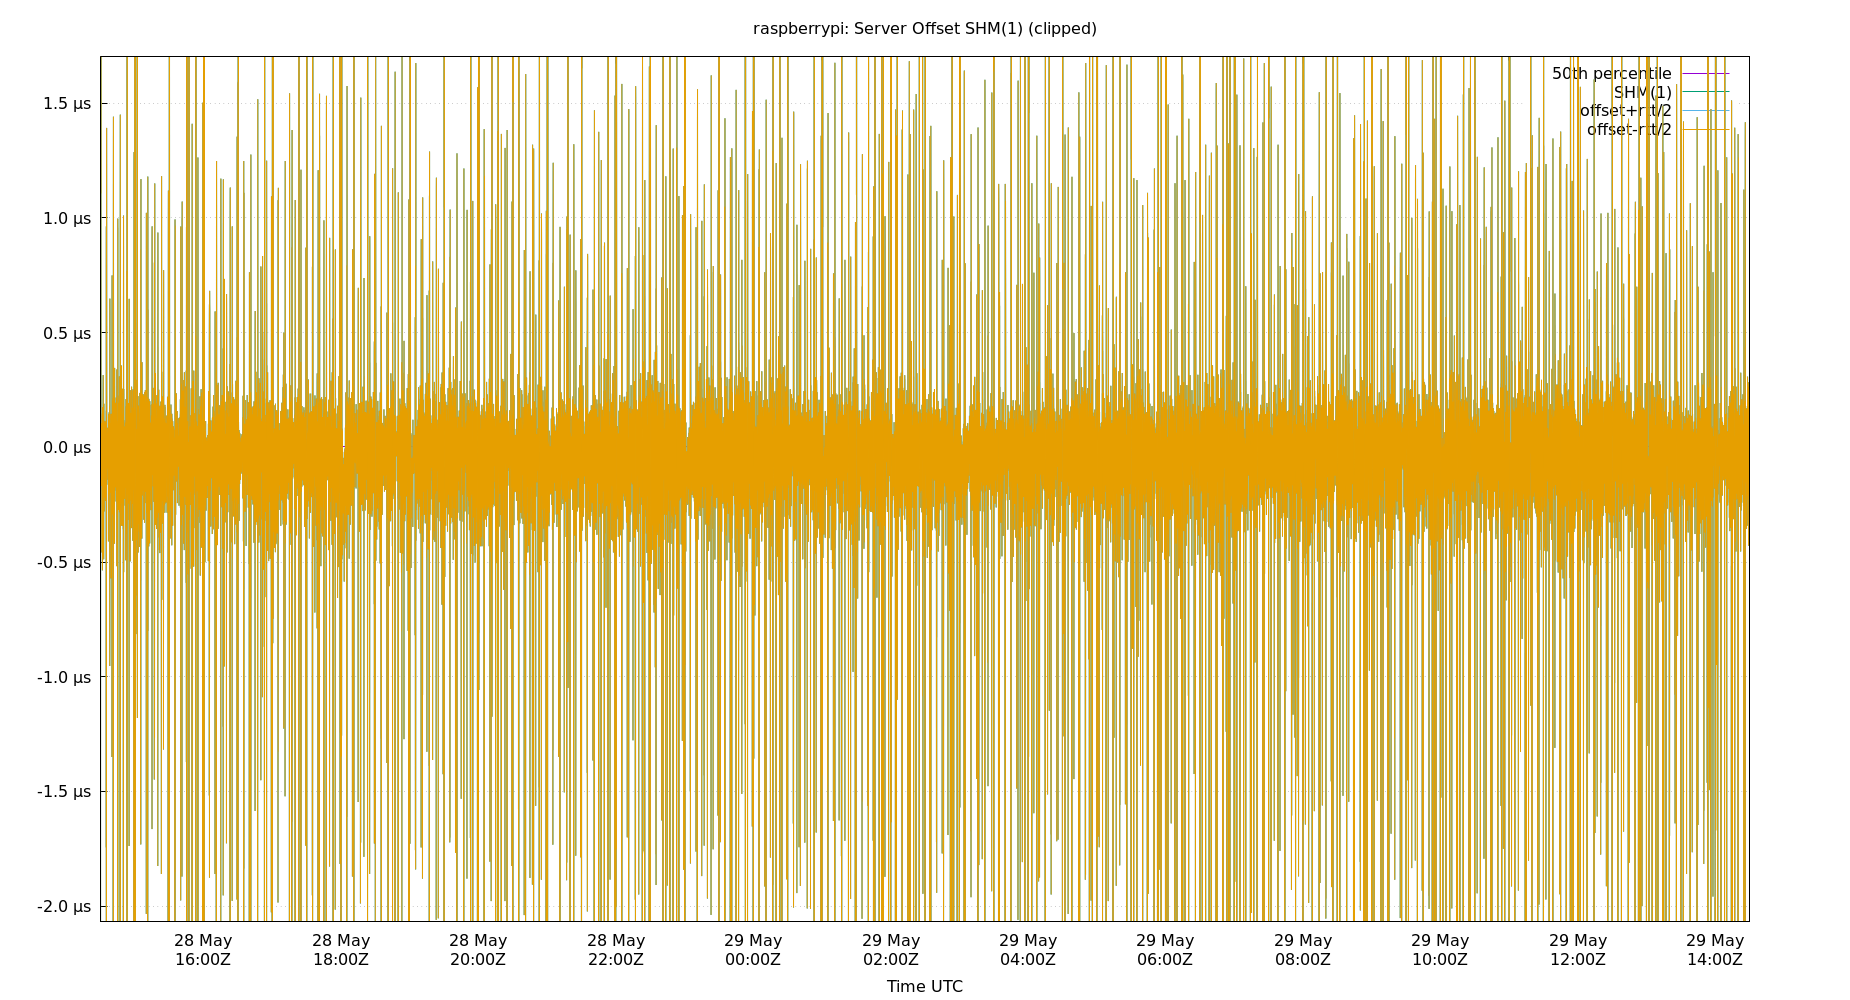 raspberrypi: Server Offset SHM(1) (clipped)
50th percentile
SHM(1)
offset+rtt/2
offset-rtt/2
1.5 µs
1.0 µs
0.5 µs
0.0 µs
-0.5 µs
-1.0 µs
-1.5 µs
-2.0 µs
28 May 28 May 28 May 28 May 29 May 29 May 29 May 29 May 29 May 29 May 29 May 29 May
16:00Z 18:00Z 20:00Z 22:00Z 00:00Z 02:00Z 04:00Z 06:00Z 08:00Z 10:00Z 12:00Z 14:00Z
Time UTC